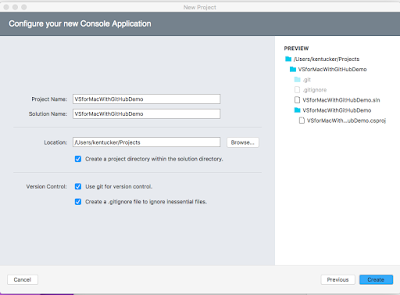 New Project
Configure your new Console Application
Project Name: VSforMacWithGitHubDemo
Solution Name: VSforMacWithGitHubDemo
Location: /Users/kentucker/Projects Browse...
Create a project directory within the solution directory.
Version Control: Use git for version control.
Create a .gitignore file to ignore inessential files.
PREVIEW
/Users/kentucker/Projects
VSforMacWithGitHubDemo
.git
.gitignore
VSforMacWithGitHubDemo.sln
VSforMacWithGitHubDemo
VSforMacWith...ubDemo.csproj
Cancel Previous Create